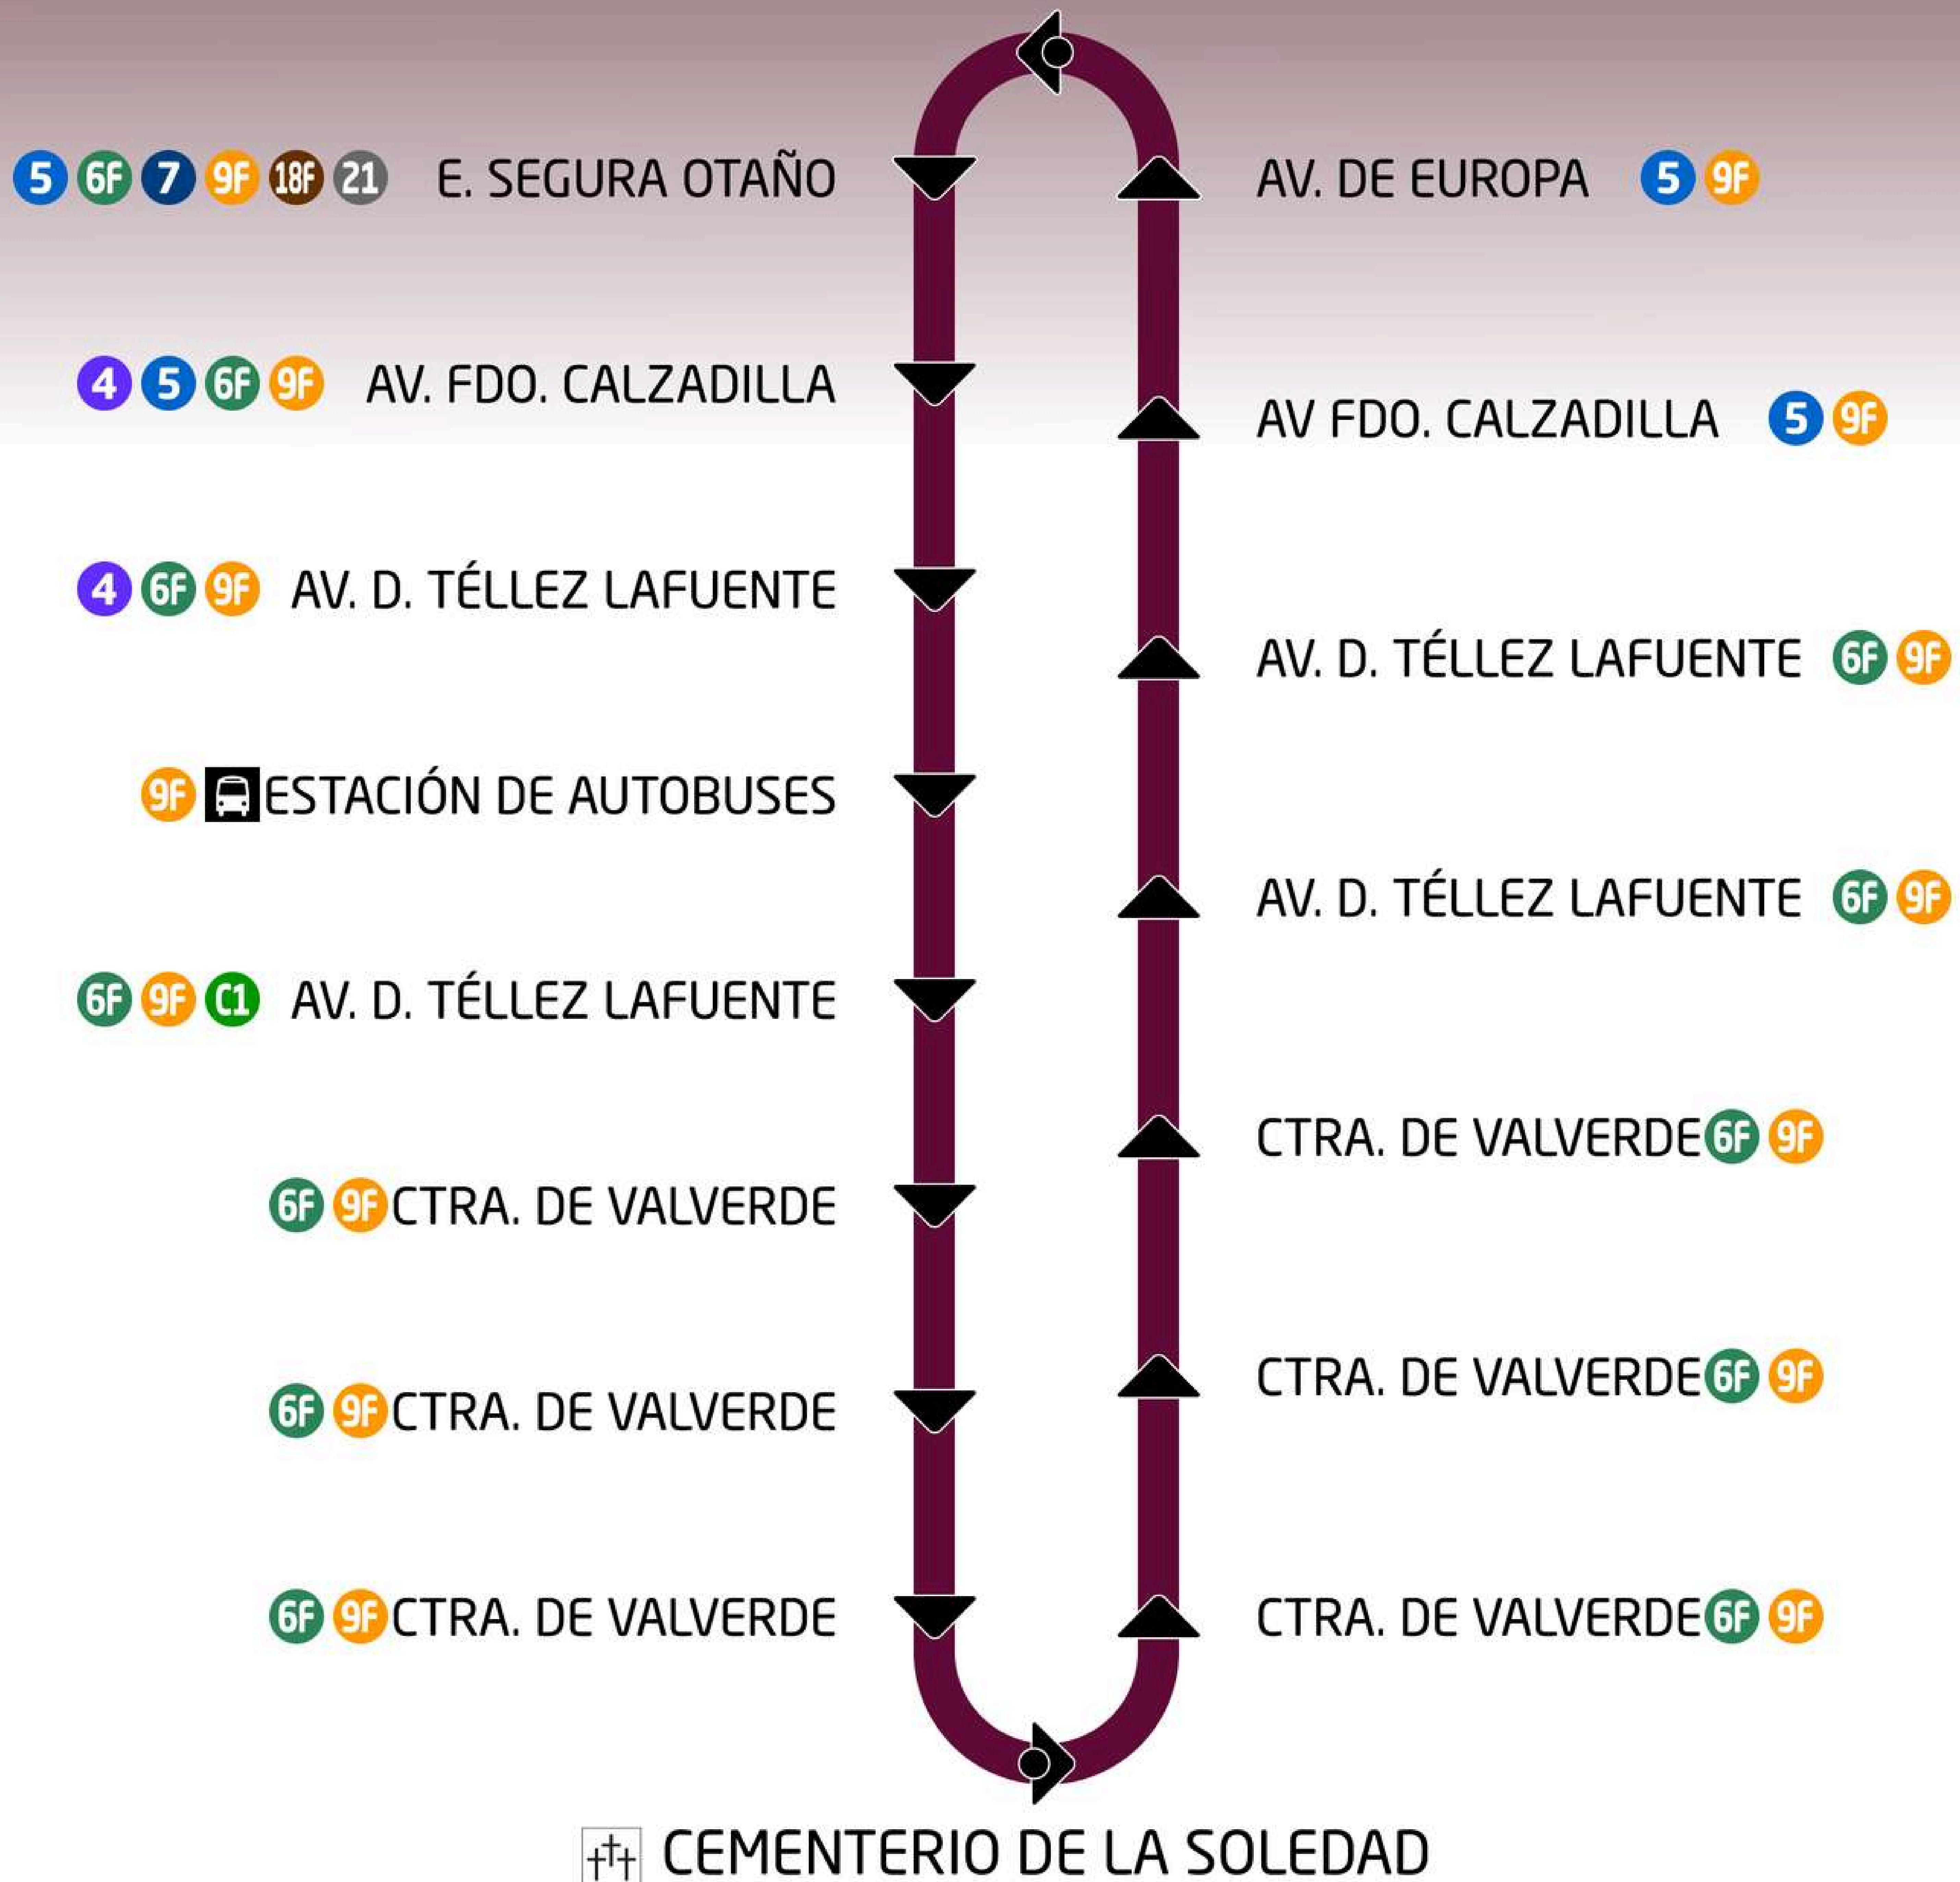 5 6F 7 9F 18F 21 E. SEGURA OTAÑO
AV. DE EUROPA 5 9F
4 5 6F 9F AV. FDO. CALZADILLA
AV FDO. CALZADILLA 5 9F
4 6F 9F AV. D. TÉLLEZ LAFUENTE
AV. D. TÉLLEZ LAFUENTE 6F 9F
9F ESTACIÓN DE AUTOBUSES
AV. D. TÉLLEZ LAFUENTE 6F 9F
6F 9F C1 AV. D. TÉLLEZ LAFUENTE
CTRA. DE VALVERDE 6F 9F
6F 9F CTRA. DE VALVERDE
CTRA. DE VALVERDE 6F 9F
6F 9F CTRA. DE VALVERDE
6F 9F CTRA. DE VALVERDE
CTRA. DE VALVERDE 6F 9F
CEMENTERIO DE LA SOLEDAD